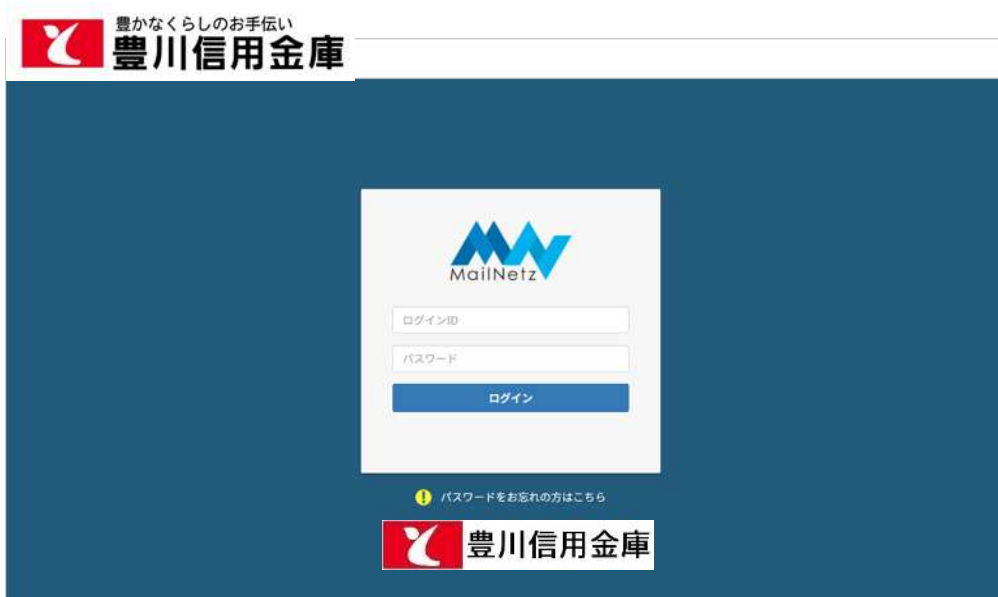 豊かなくらしのお手伝い
豊川信用金庫
MailNetz
ログインID
パスワード
ログイン
! パスワードをお忘れの方はこちら
豊川信用金庫